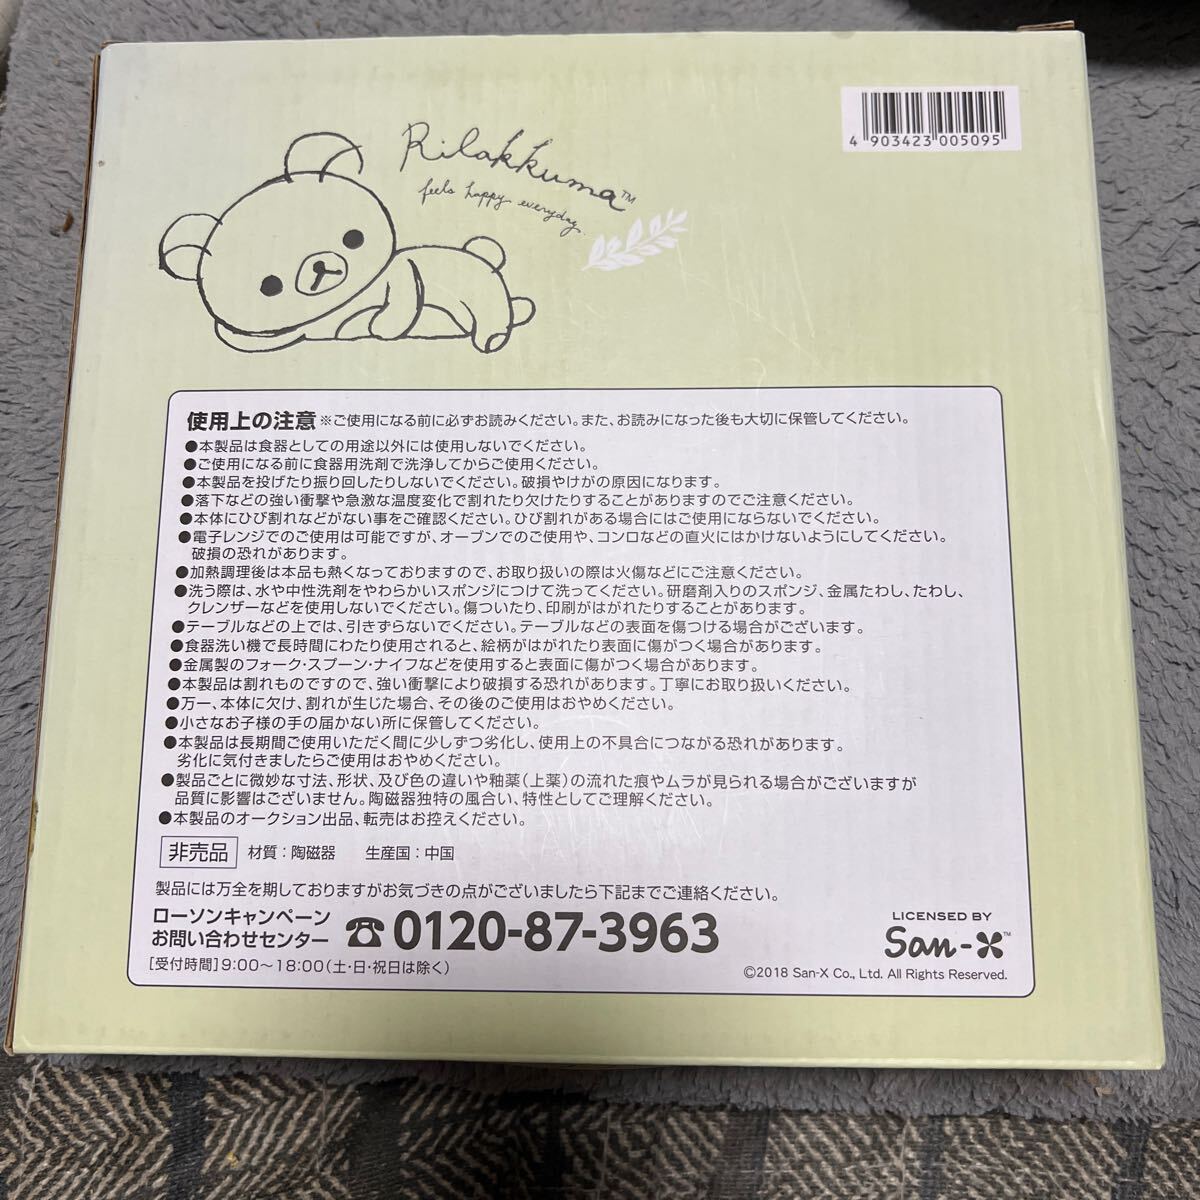 Rilakkuma™
feels happy everyday.
4 903423 005095
使用上の注意 ※ご使用になる前に必ずお読みください。また、お読みになった後も大切に保管してください。
●本製品は食器としての用途以外には使用しないでください。
●ご使用になる前に食器用洗剤で洗浄してからご使用ください。
●本製品を投げたり振り回したりしないでください。破損やけがの原因になります。
●落下などの強い衝撃や急激な温度変化で割れたり欠けたりすることがありますのでご注意ください。
●本体にひび割れなどがない事をご確認ください。ひび割れがある場合にはご使用にならないでください。
●電子レンジでのご使用は可能ですが、オーブンでのご使用や、コンロなどの直火にはかけないようにしてください。
破損の恐れがあります。
●加熱調理後は本品も熱くなっておりますので、お取り扱いの際は火傷などにご注意ください。
●洗う際は、水や中性洗剤をやわらかいスポンジにつけて洗ってください。研磨剤入りのスポンジ、金属たわし、たわし、
クレンザーなどを使用しないでください。傷ついたり、印刷がはがれたりすることがあります。
●テーブルなどの上では、引きずらないでください。テーブルなどの表面を傷つける場合がございます。
●食器洗い機で長時間にわたり使用されると、絵柄がはがれたり表面に傷がつく場合があります。
●金属製のフォーク・スプーン・ナイフなどを使用すると表面に傷がつく場合があります。
●本製品は割れものですので、強い衝撃により破損する恐れがあります。丁寧にお取り扱いください。
●万一、本体に欠け、割れが生じた場合、その後のご使用はおやめください。
●小さなお子様の手の届かない所に保管してください。
●本製品は長期間ご使用いただく間に少しずつ劣化し、使用上の不具合につながる恐れがあります。
劣化に気付きましたらご使用はおやめください。
●製品ごとに微妙な寸法、形状、及び色の違いや釉薬(上薬)の流れた痕やムラが見られる場合がございますが
品質に影響はございません。陶磁器独特の風合い、特性としてご理解ください。
●本製品のオークション出品、転売はお控えください。
非売品 材質：陶磁器 生産国：中国
製品には万全を期しておりますがお気づきの点がございましたら下記までご連絡ください。
ローソンキャンペーン
お問い合わせセンター ☎0120-87-3963
[受付時間]9:00〜18:00(土・日・祝日は除く)
LICENSED BY
San-X™
©2018 San-X Co., Ltd. All Rights Reserved.